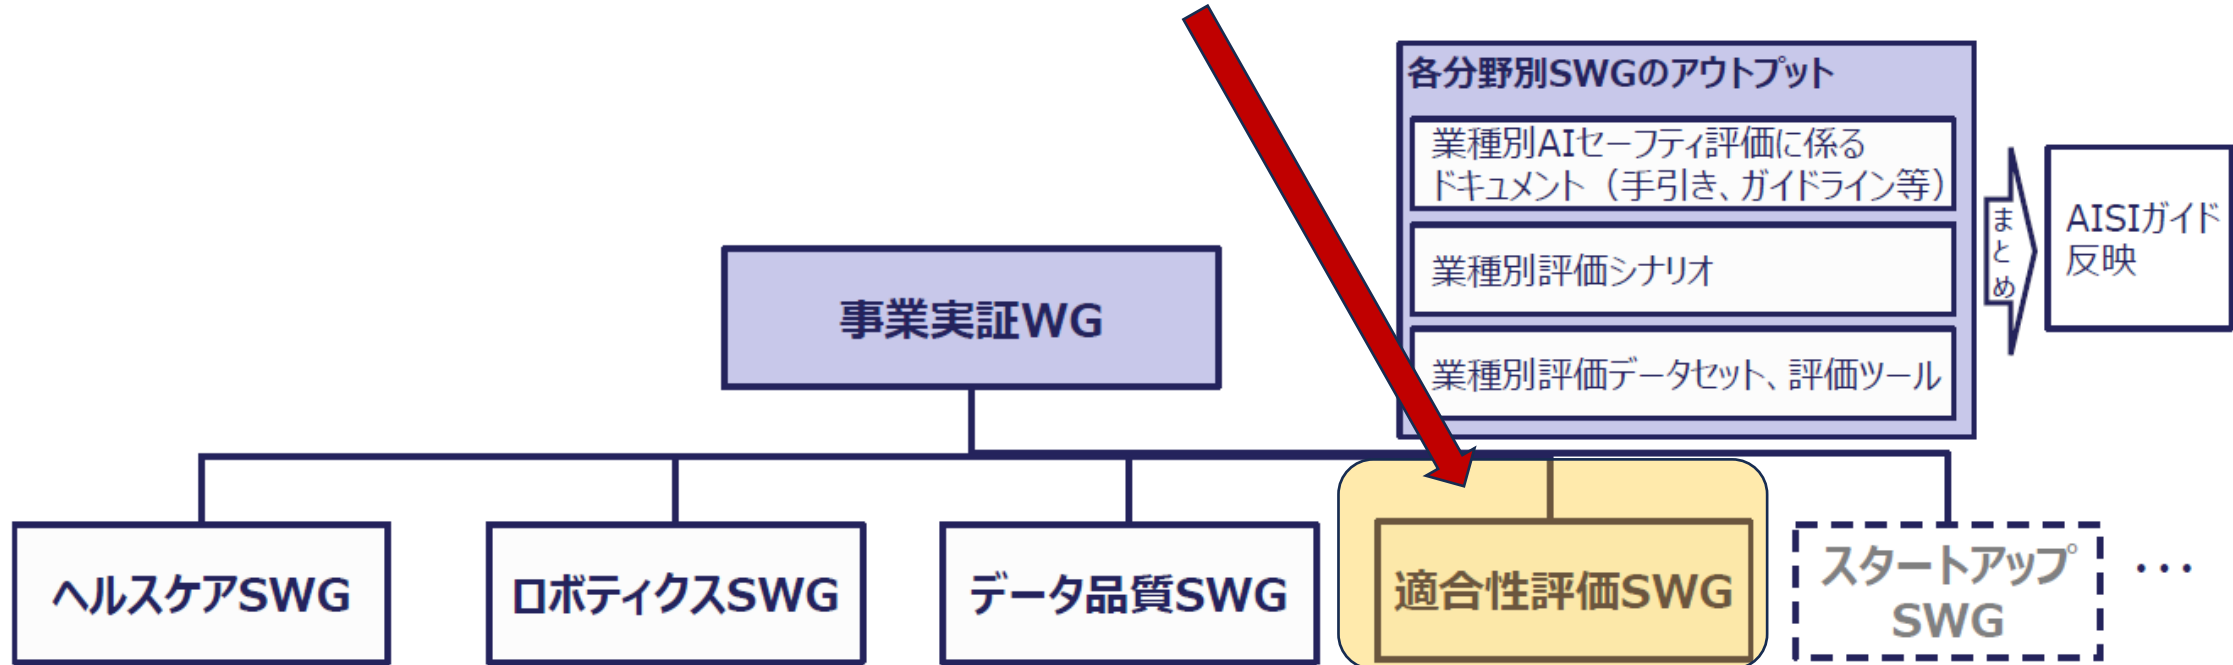 各分野別SWGのアウトプット
業種別AIセーフティ評価に係る
ドキュメント（手引き、ガイドライン等）
業種別評価シナリオ
業種別評価データセット、評価ツール
まとめ
AISIガイド
反映
事業実証WG
ヘルスケアSWG
ロボティクスSWG
データ品質SWG
適合性評価SWG
スタートアップ
SWG
･･･